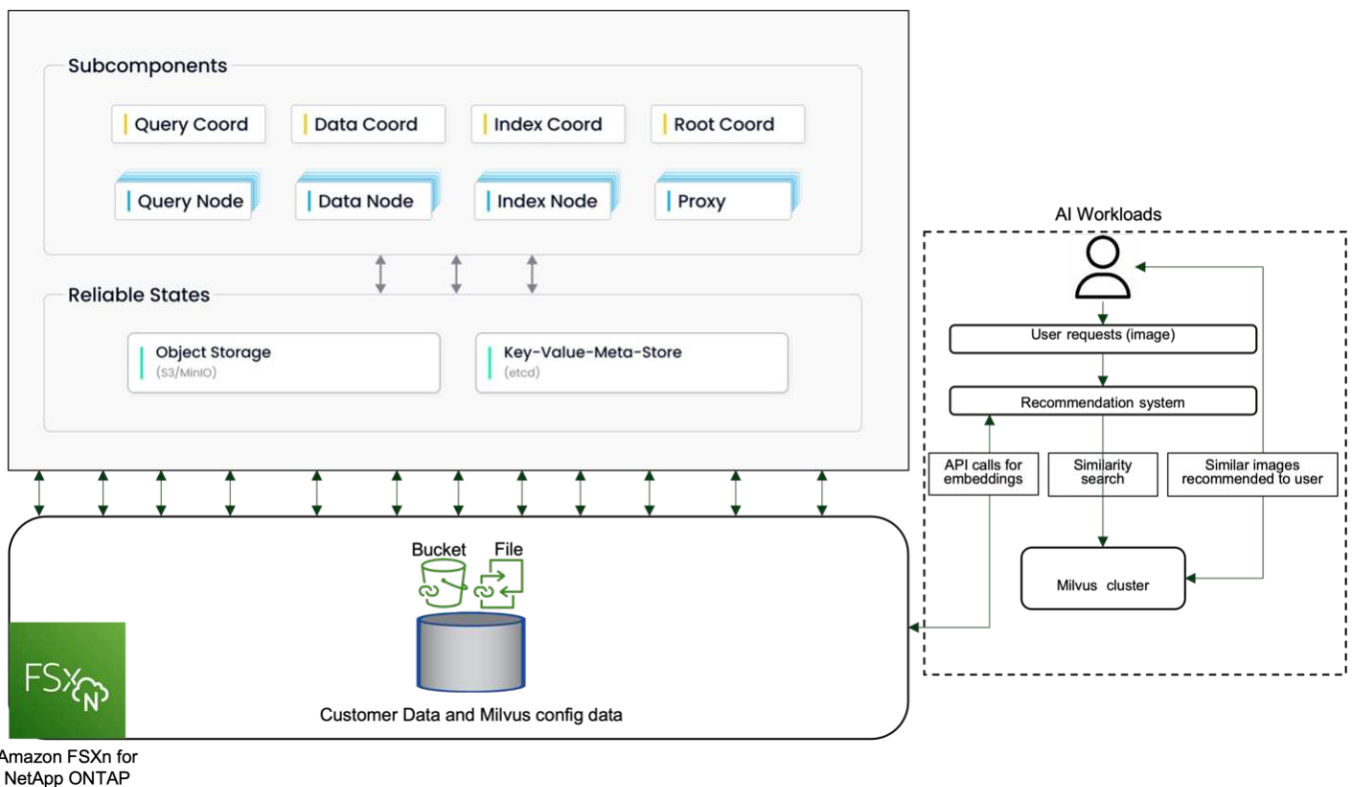 Subcomponents
Query Coord
Data Coord
Index Coord
Root Coord
Query Node
Data Node
Index Node
Proxy
Reliable States
Object Storage
(S3/MinIO)
Key-Value-Meta-Store
(etcd)
Bucket
File
Customer Data and Milvus config data
FSx
N
Amazon FSXn for
NetApp ONTAP
AI Workloads
User requests (image)
Recommendation system
API calls for
embeddings
Similarity
search
Similar images
recommended to user
Milvus cluster